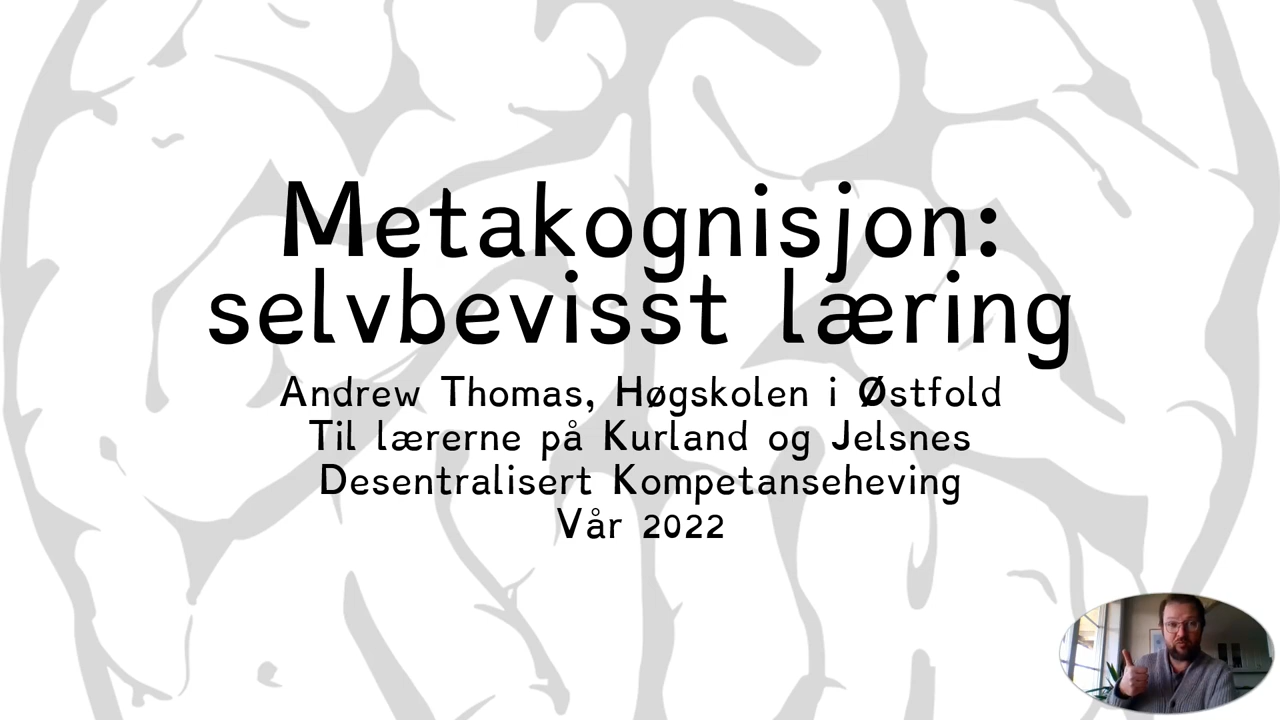 Metakognisjon:
selvbevisst læring
Andrew Thomas, Høgskolen i Østfold
Til lærerne på Kurland og Jelsnes
Desentralisert Kompetanseheving
Vår 2022